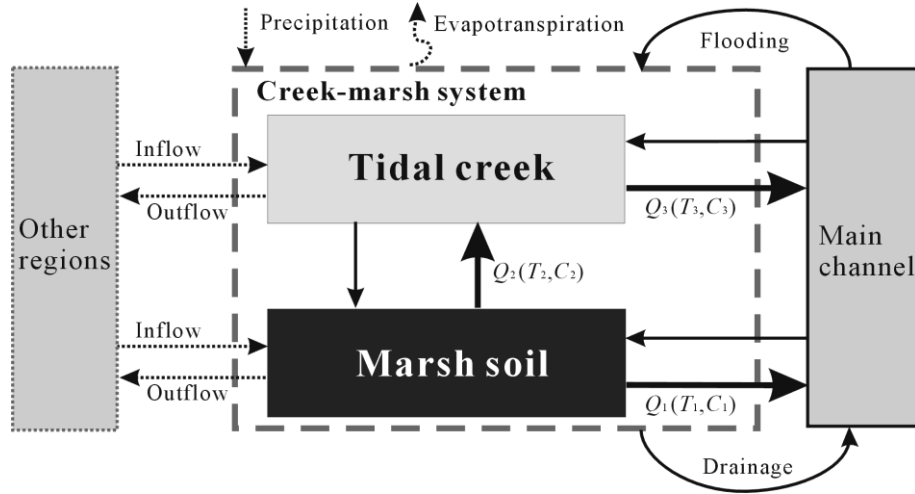 Precipitation
Evapotranspiration
Flooding
Creek-marsh system
Inflow
Tidal creek
Outflow
Q₃(T₃,C₃)
Other
regions
Main
channel
Q₂(T₂,C₂)
Inflow
Marsh soil
Outflow
Q₁(T₁,C₁)
Drainage